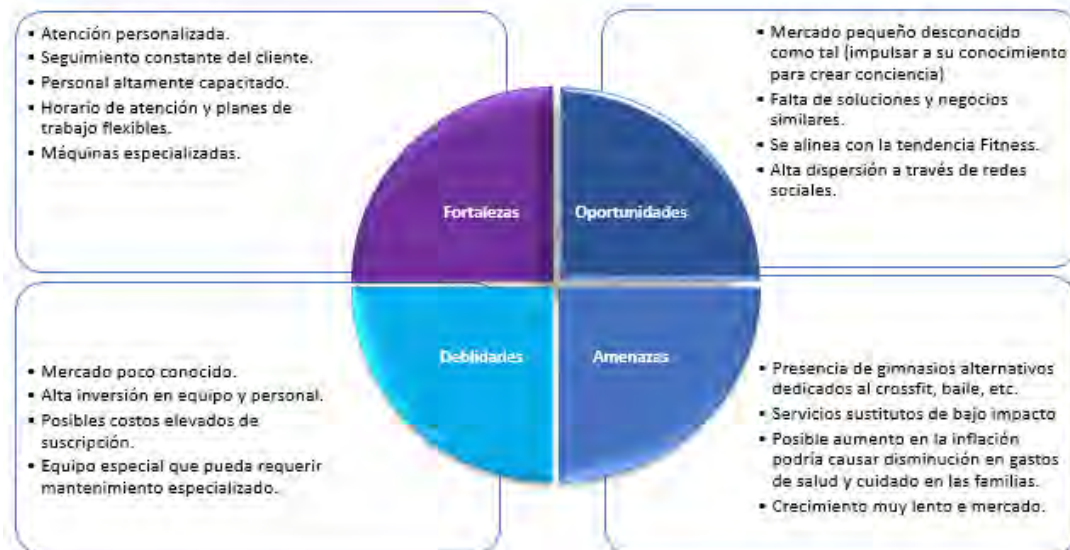 ▪ Atención personalizada.
▪ Seguimiento constante del cliente.
▪ Personal altamente capacitado.
▪ Horario de atención y planes de
trabajo flexibles.
▪ Máquinas especializadas.
▪ Mercado pequeño desconocido
como tal (impulsar a su conocimiento
para crear conciencia)
▪ Falta de soluciones y negocios
similares.
▪ Se alinea con la tendencia Fitness.
▪ Alta dispersión a través de redes
sociales.
Fortalezas
Oportunidades
Deblidades
Amenazas
▪ Mercado poco conocido.
▪ Alta inversión en equipo y personal.
▪ Posibles costos elevados de
suscripción.
▪ Equipo especial que pueda requerir
mantenimiento especializado.
▪ Presencia de gimnasios alternativos
dedicados al crossfit, baile, etc.
▪ Servicios sustitutos de bajo impacto
▪ Posible aumento en la inflación
podría causar disminución en gastos
de salud y cuidado en las familias.
▪ Crecimiento muy lento e mercado.